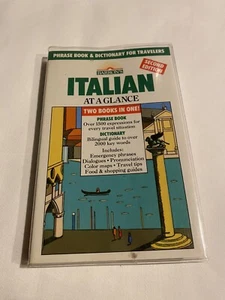 PHRASE BOOK & DICTIONARY FOR TRAVELERS
BARRON'S
SECOND EDITION
ITALIAN
AT A GLANCE
TWO BOOKS IN ONE!
PHRASE BOOK
Over 1500 expressions for
every travel situation
DICTIONARY
Bilingual guide to over
2000 key words
Includes:
Emergency phrases
Dialogues • Pronunciation
Color maps • Travel tips
Food & shopping guides